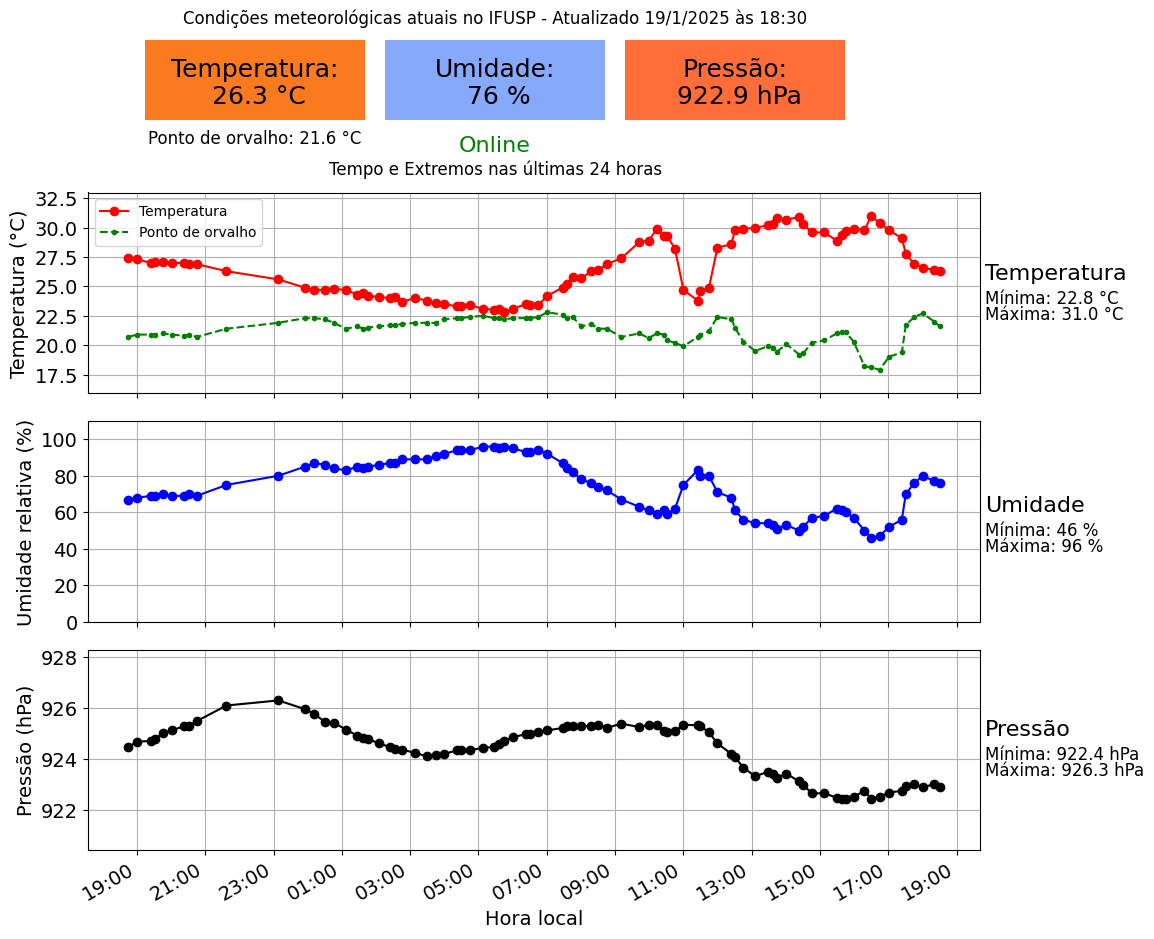 Condições meteorológicas atuais no IFUSP - Atualizado 19/1/2025 às 18:30
Temperatura:
26.3 °C
Umidade:
76 %
Pressão:
922.9 hPa
Ponto de orvalho: 21.6 °C
Online
Tempo e Extremos nas últimas 24 horas
Temperatura (°C)
32.5
30.0
27.5
25.0
22.5
20.0
17.5
Temperatura
Ponto de orvalho
Temperatura
Mínima: 22.8 °C
Máxima: 31.0 °C
Umidade relativa (%)
100
80
60
40
20
0
Umidade
Mínima: 46 %
Máxima: 96 %
Pressão (hPa)
928
926
924
922
Pressão
Mínima: 922.4 hPa
Máxima: 926.3 hPa
19:00
21:00
23:00
01:00
03:00
05:00
07:00
09:00
11:00
13:00
15:00
17:00
19:00
Hora local